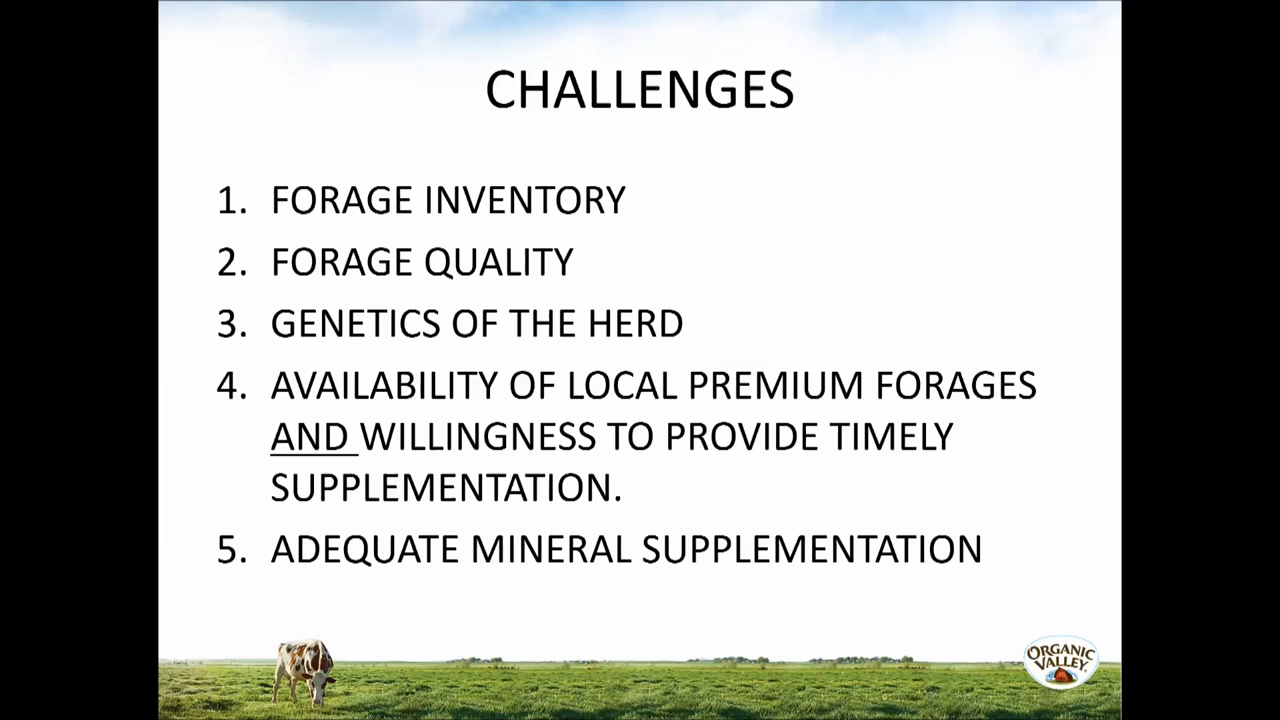 CHALLENGES
1. FORAGE INVENTORY
2. FORAGE QUALITY
3. GENETICS OF THE HERD
4. AVAILABILITY OF LOCAL PREMIUM FORAGES
AND WILLINGNESS TO PROVIDE TIMELY
SUPPLEMENTATION.
5. ADEQUATE MINERAL SUPPLEMENTATION
ORGANIC
VALLEY